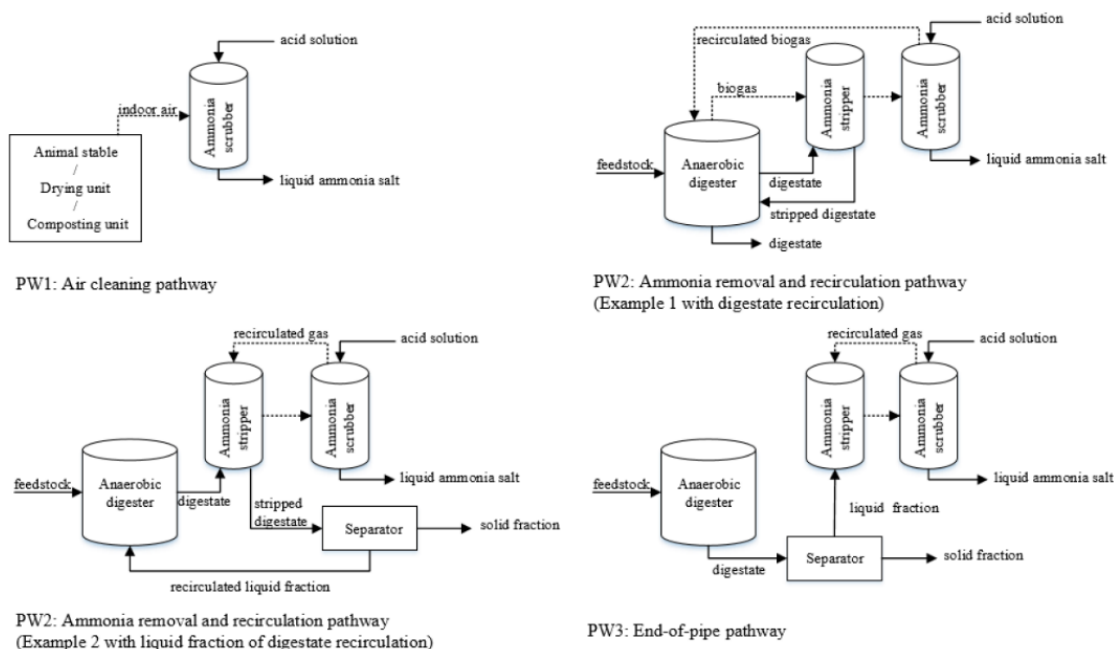 acid solution
indoor air
Ammonia
scrubber
Animal stable
/
Drying unit
/
Composting unit
liquid ammonia salt
PW1: Air cleaning pathway
acid solution
recirculated biogas
biogas
Ammonia
stripper
Ammonia
scrubber
feedstock
Anaerobic
digester
digestate
liquid ammonia salt
stripped digestate
digestate
PW2: Ammonia removal and recirculation pathway
(Example 1 with digestate recirculation)
recirculated gas
acid solution
Ammonia
stripper
Ammonia
scrubber
feedstock
Anaerobic
digester
digestate
stripped
digestate
liquid ammonia salt
Separator
solid fraction
recirculated liquid fraction
PW2: Ammonia removal and recirculation pathway
(Example 2 with liquid fraction of digestate recirculation)
recirculated gas
acid solution
Ammonia
stripper
Ammonia
scrubber
feedstock
Anaerobic
digester
liquid ammonia salt
liquid fraction
digestate
Separator
solid fraction
PW3: End-of-pipe pathway